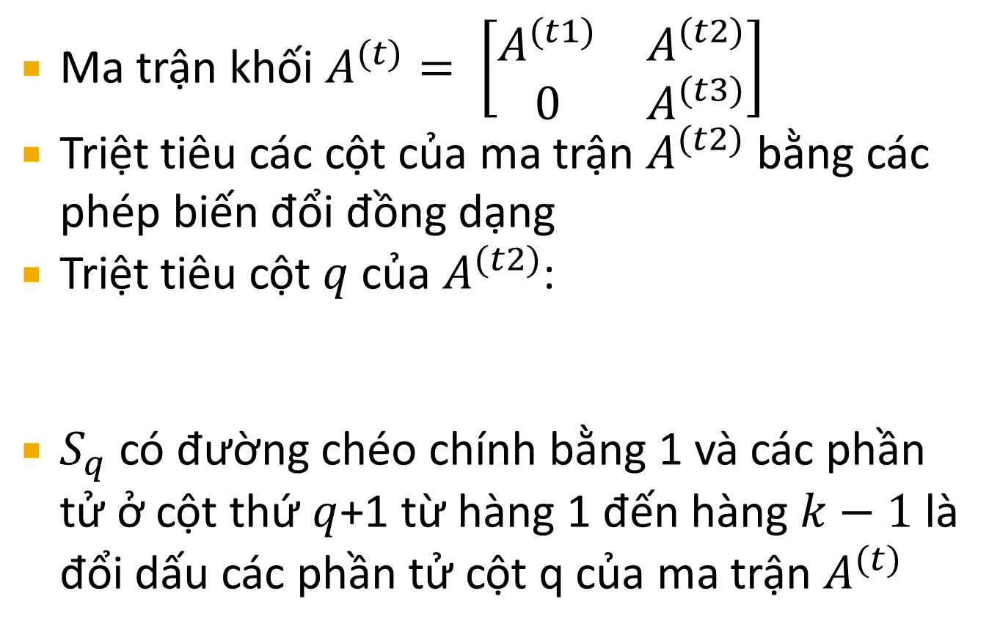 ▪ Ma trận khối $A^{(t)} = \begin{bmatrix} A^{(t1)} & A^{(t2)} \\ 0 & A^{(t3)} \end{bmatrix}$
▪ Triệt tiêu các cột của ma trận $A^{(t2)}$ bằng các
phép biến đổi đồng dạng
▪ Triệt tiêu cột $q$ của $A^{(t2)}$:
▪ $S_q$ có đường chéo chính bằng 1 và các phần
tử ở cột thứ $q$+1 từ hàng 1 đến hàng $k - 1$ là
đổi dấu các phần tử cột q của ma trận $A^{(t)}$